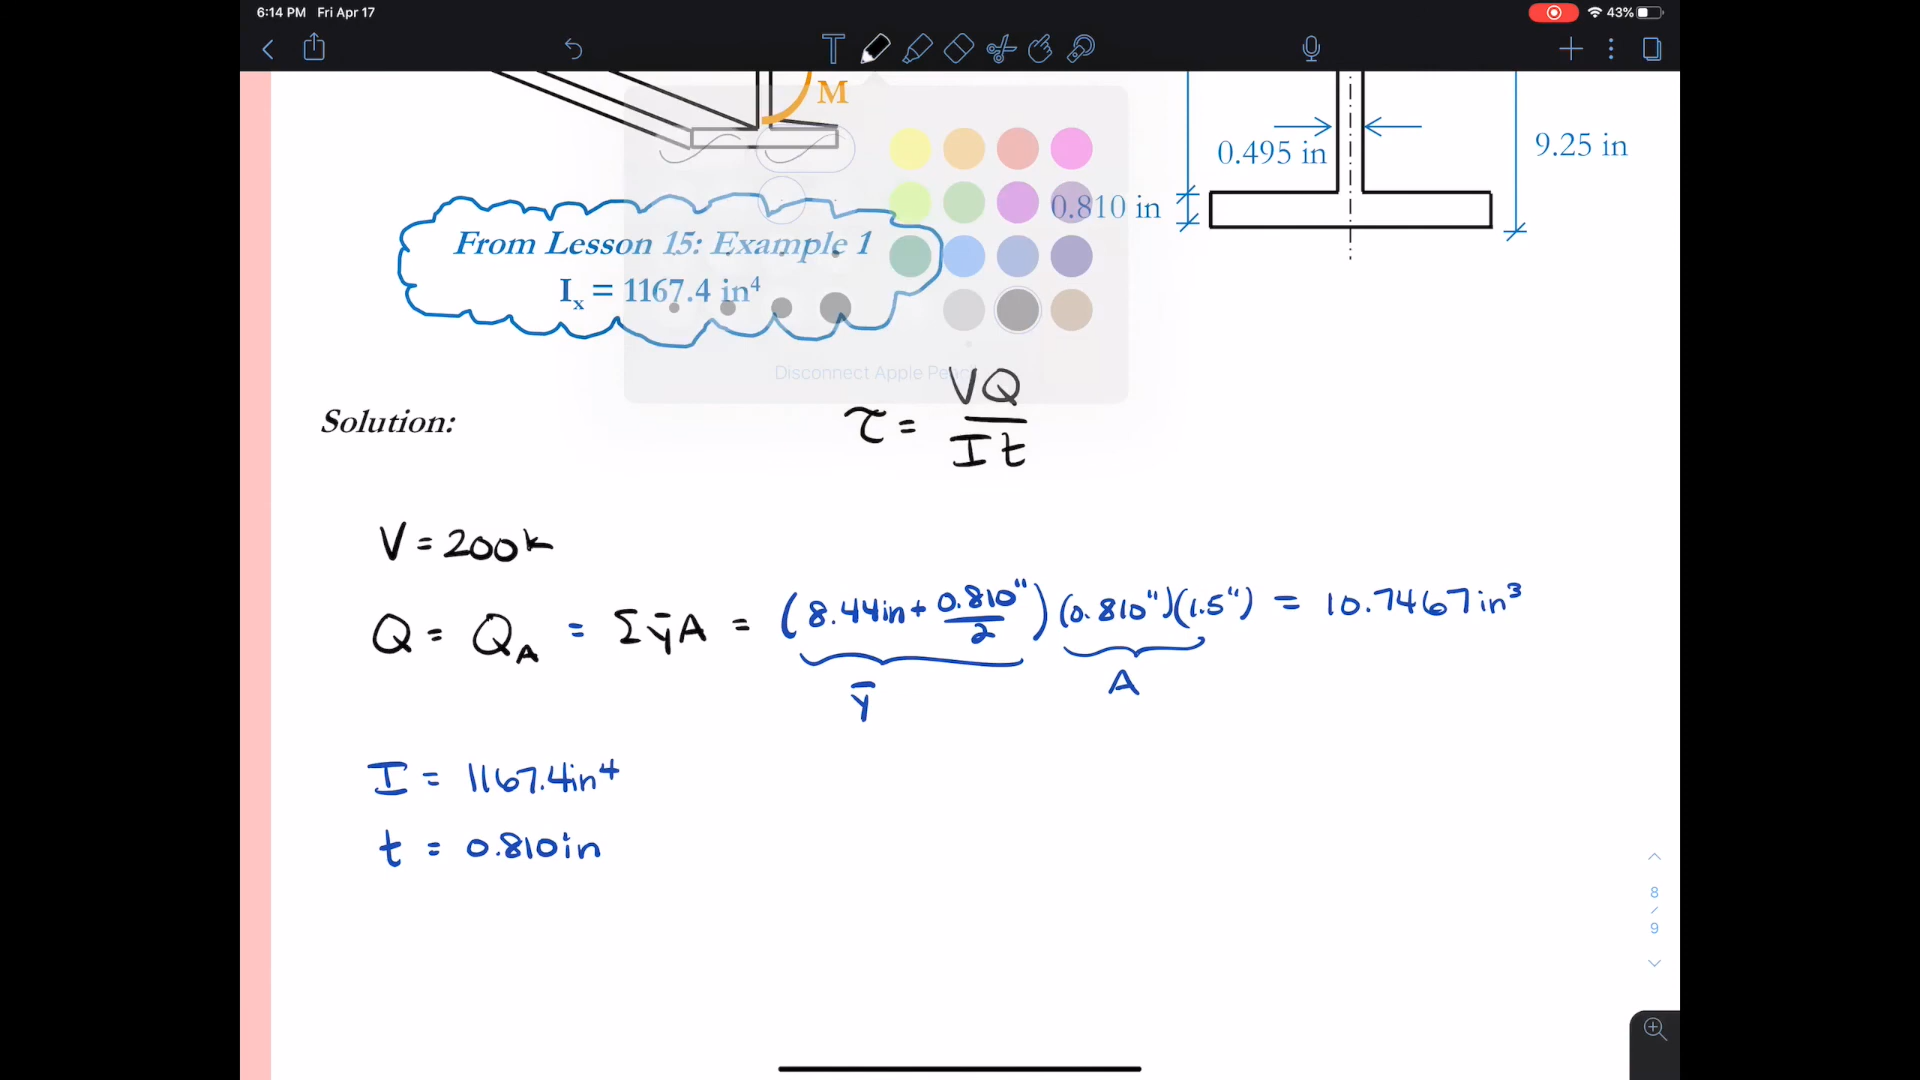 6:14 PM Fri Apr 17
43%
T
M
0.495 in
9.25 in
0.810 in
From Lesson 15: Example 1
Iₓ = 1167.4 in⁴
Disconnect Apple Pencil
Solution:
τ = VQ / It
V = 200k
Q = Q_A = Σ ȳA = (8.44in + 0.810" / 2) (0.810")(1.5") = 10.7467in³
ȳ
A
I = 1167.4in⁴
t = 0.810in
8
/
9